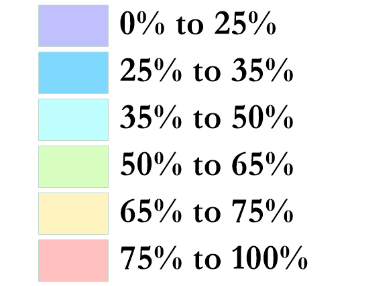 0% to 25%
25% to 35%
35% to 50%
50% to 65%
65% to 75%
75% to 100%